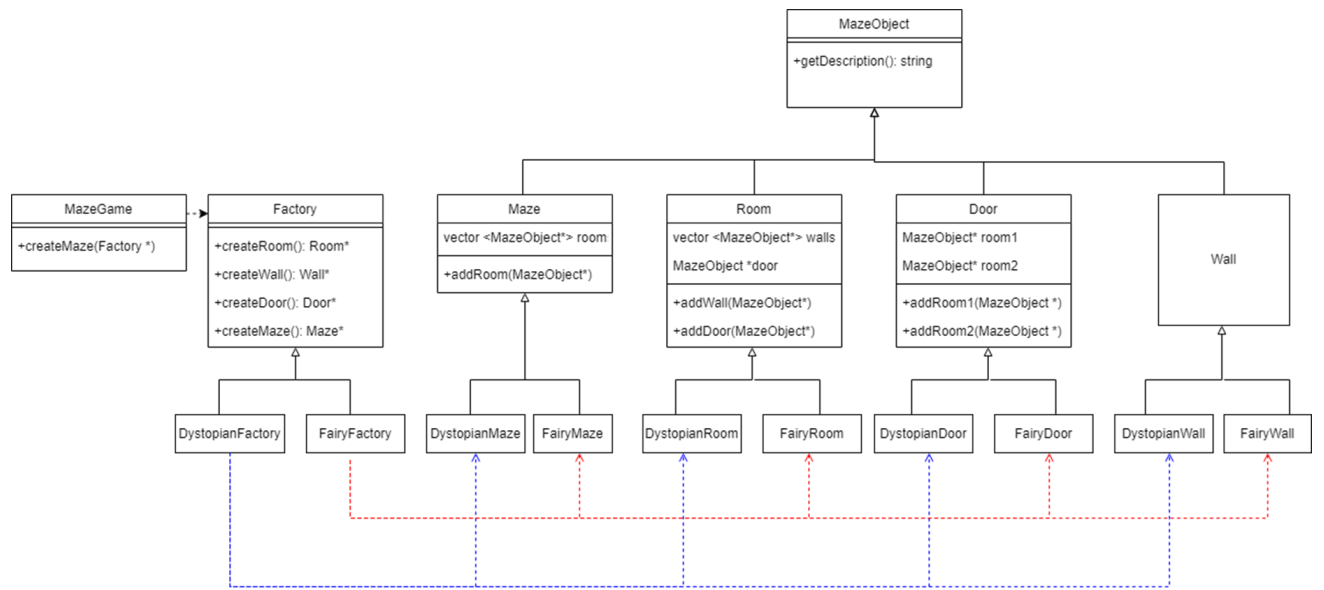 MazeObject
+getDescription(): string
MazeGame
+createMaze(Factory *)
Factory
+createRoom(): Room*
+createWall(): Wall*
+createDoor(): Door*
+createMaze(): Maze*
Maze
vector <MazeObject*> room
+addRoom(MazeObject*)
Room
vector <MazeObject*> walls
MazeObject *door
+addWall(MazeObject*)
+addDoor(MazeObject*)
Door
MazeObject* room1
MazeObject* room2
+addRoom1(MazeObject *)
+addRoom2(MazeObject *)
Wall
DystopianFactory
FairyFactory
DystopianMaze
FairyMaze
DystopianRoom
FairyRoom
DystopianDoor
FairyDoor
DystopianWall
FairyWall